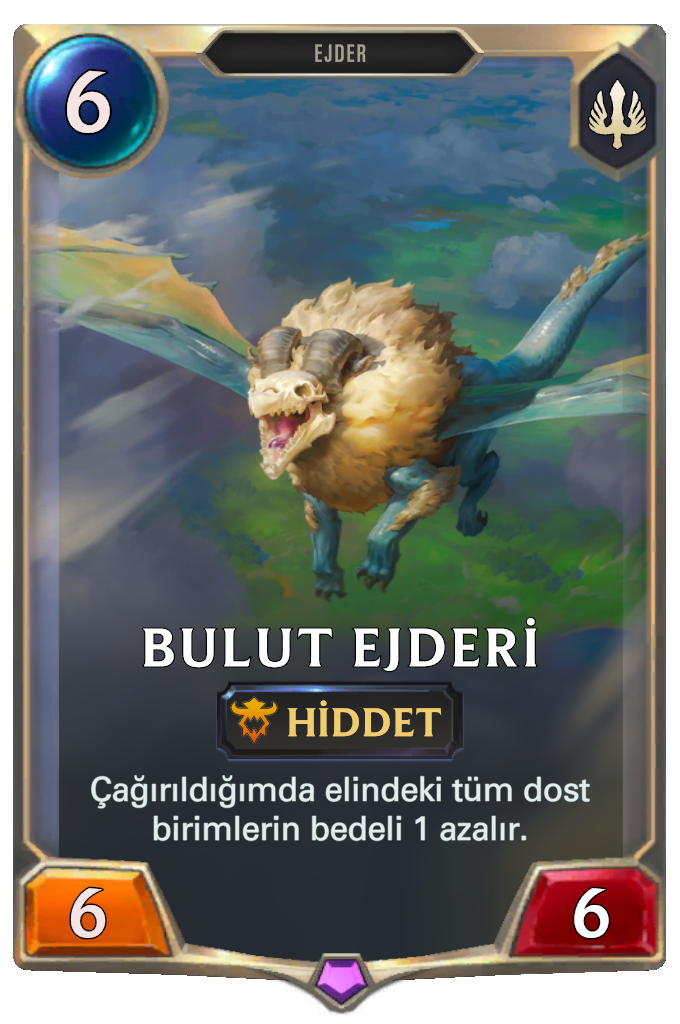 6
EJDER
BULUT EJDERİ
HİDDET
Çağırıldığımda elindeki tüm dost
birimlerin bedeli 1 azalır.
6
6